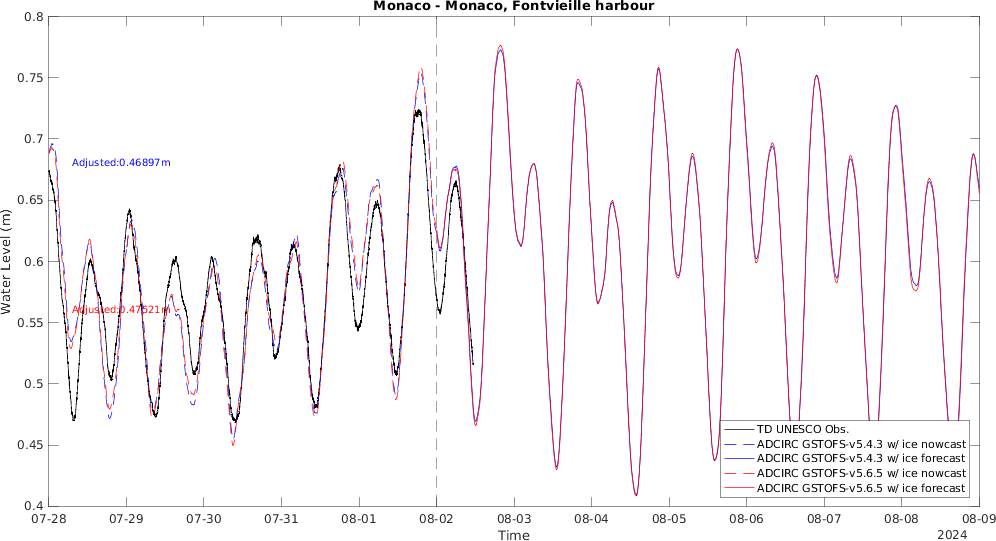 Monaco - Monaco, Fontvieille harbour
Water Level (m)
0.8
0.75
0.7
0.65
0.6
0.55
0.5
0.45
0.4
Adjusted:0.46897m
Adjusted:0.47521m
TD UNESCO Obs.
ADCIRC GSTOFS-v5.4.3 w/ ice nowcast
ADCIRC GSTOFS-v5.4.3 w/ ice forecast
ADCIRC GSTOFS-v5.6.5 w/ ice nowcast
ADCIRC GSTOFS-v5.6.5 w/ ice forecast
07-28 07-29 07-30 07-31 08-01 08-02 08-03 08-04 08-05 08-06 08-07 08-08 08-09
Time
2024